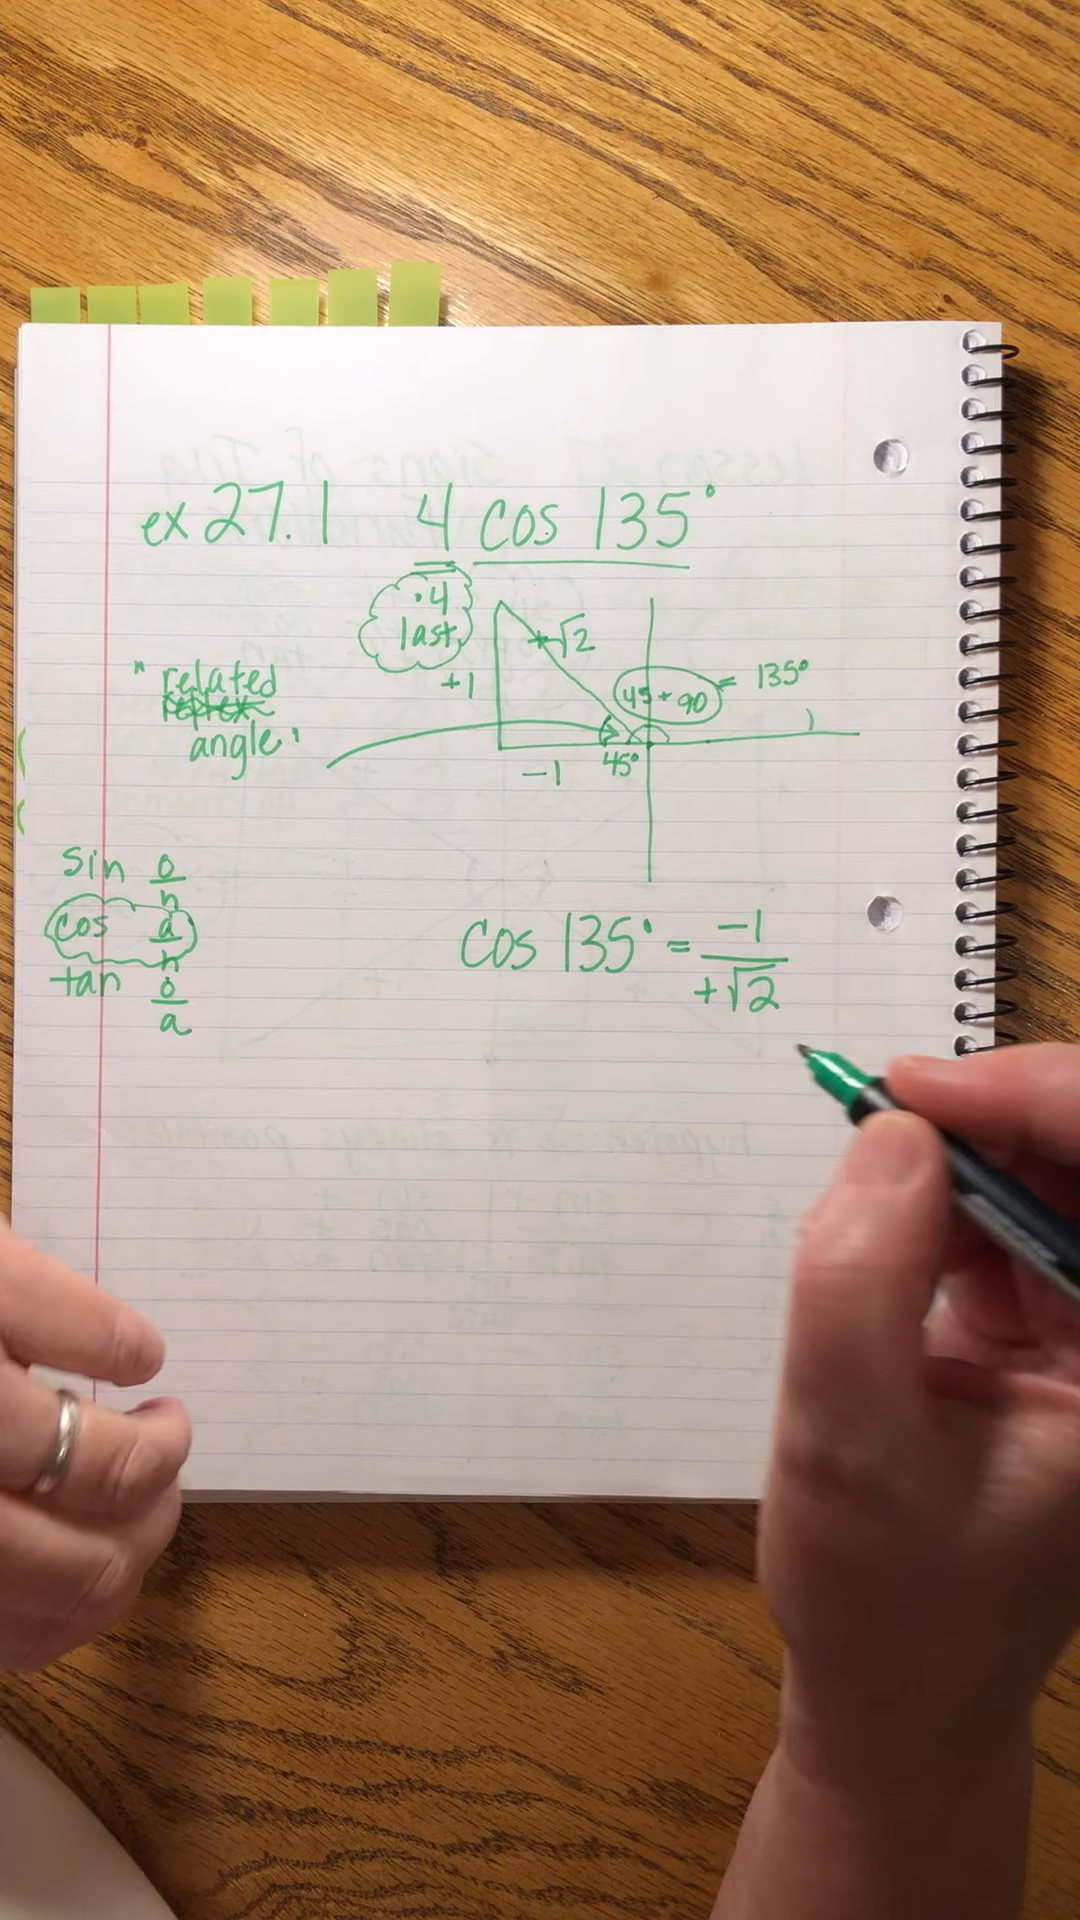 ex 27.1 4 cos 135°
·4
last
+√2
+1
"related
angle"
45 + 90 = 135°
-1
45°
sin o/h
cos a/h
tan o/a
cos 135° = -1/+√2